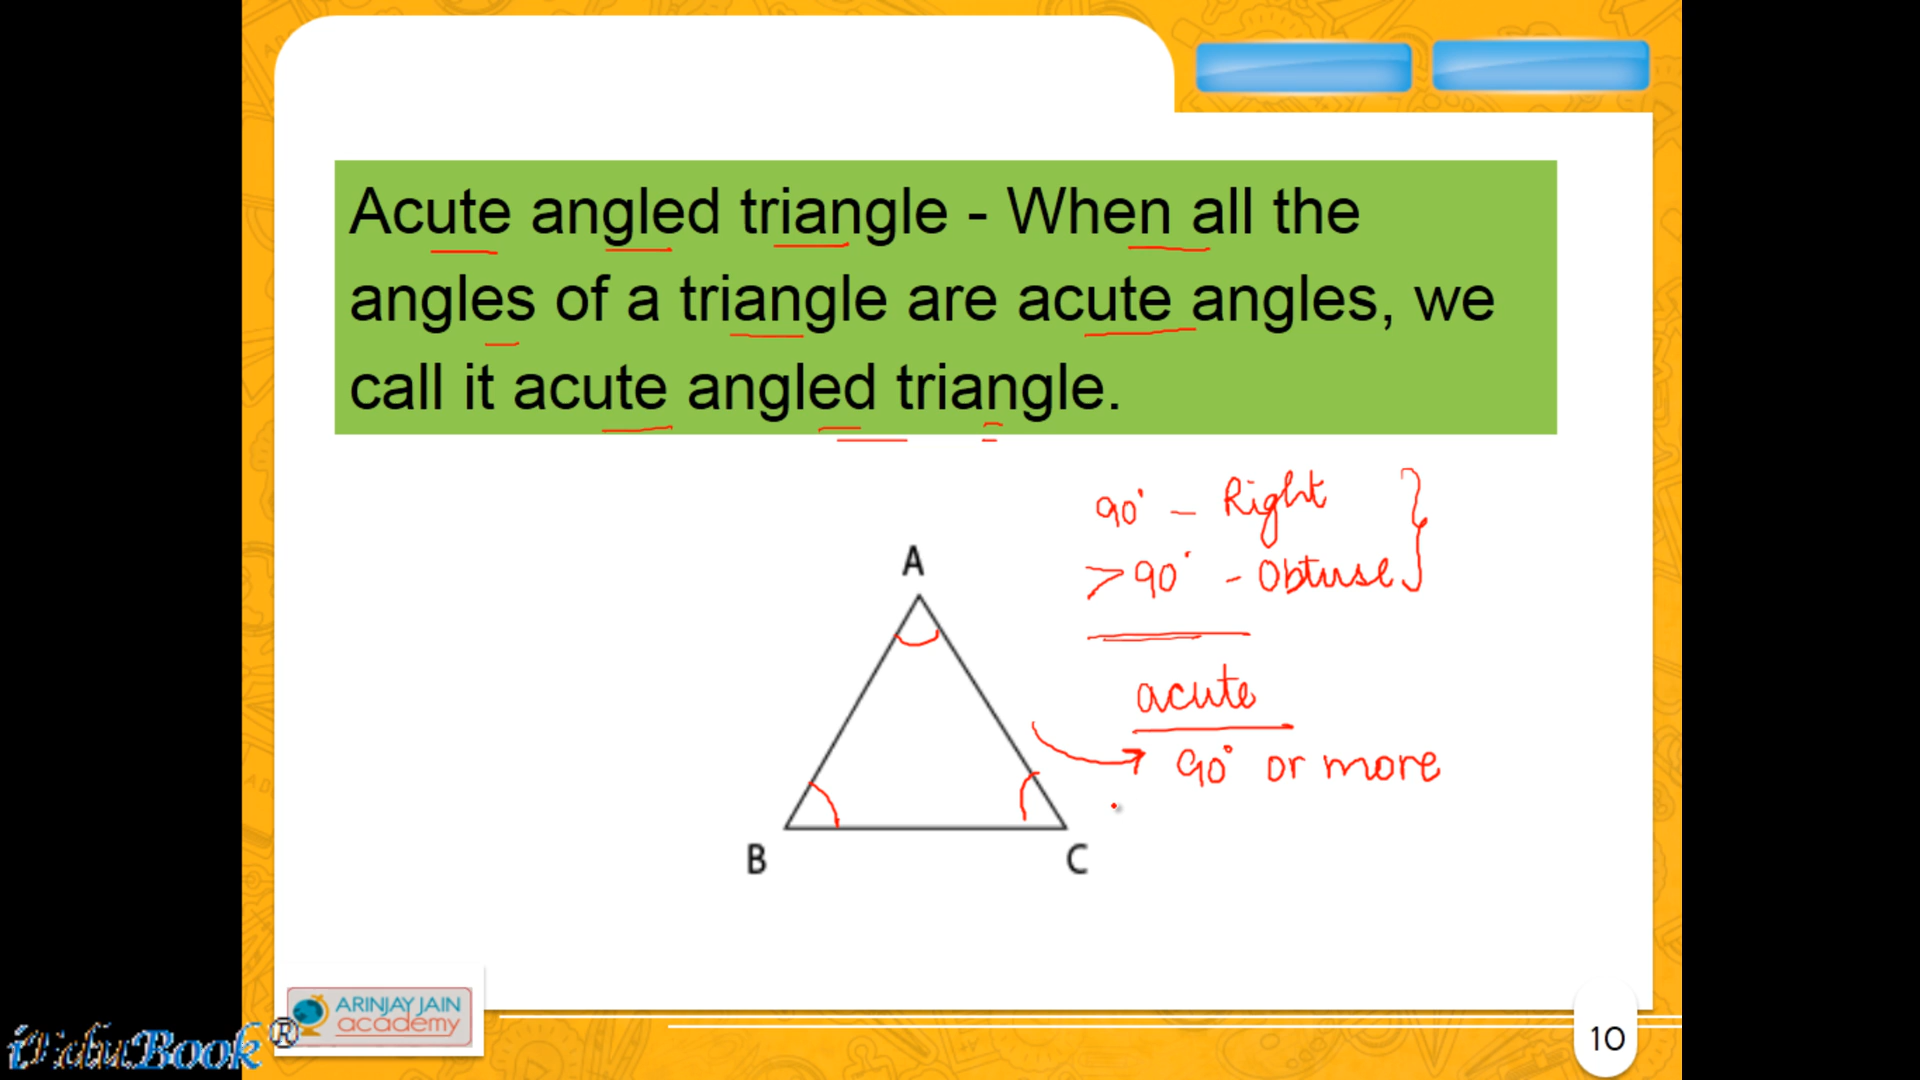 Acute angled triangle - When all the
angles of a triangle are acute angles, we
call it acute angled triangle.
90° - Right
>90° - Obtuse
A
acute
90° or more
B
C
ARINJAY JAIN
academy
iEduBook®
10